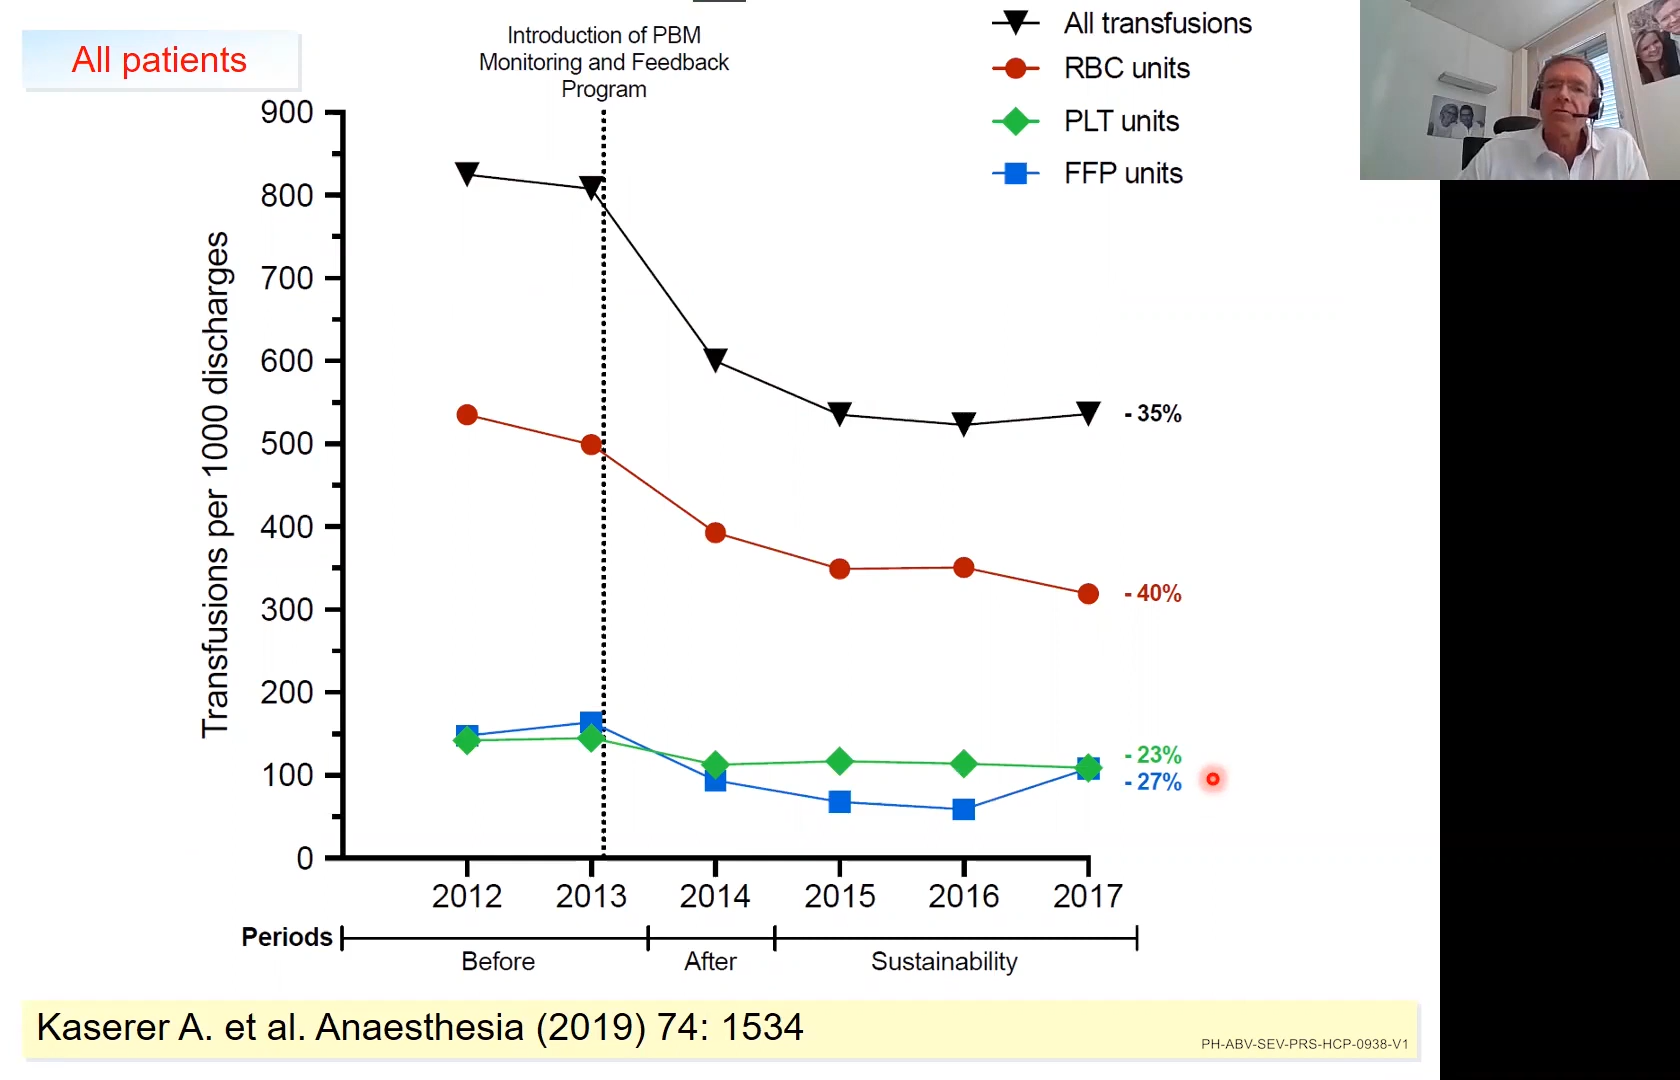 All patients
Introduction of PBM
Monitoring and Feedback
Program
All transfusions
RBC units
PLT units
FFP units
Transfusions per 1000 discharges
900
800
700
600
500
400
300
200
100
0
- 35%
- 40%
- 23%
- 27%
2012 2013 2014 2015 2016 2017
Periods
Before After Sustainability
Kaserer A. et al. Anaesthesia (2019) 74: 1534
PH-ABV-SEV-PRS-HCP-0938-V1